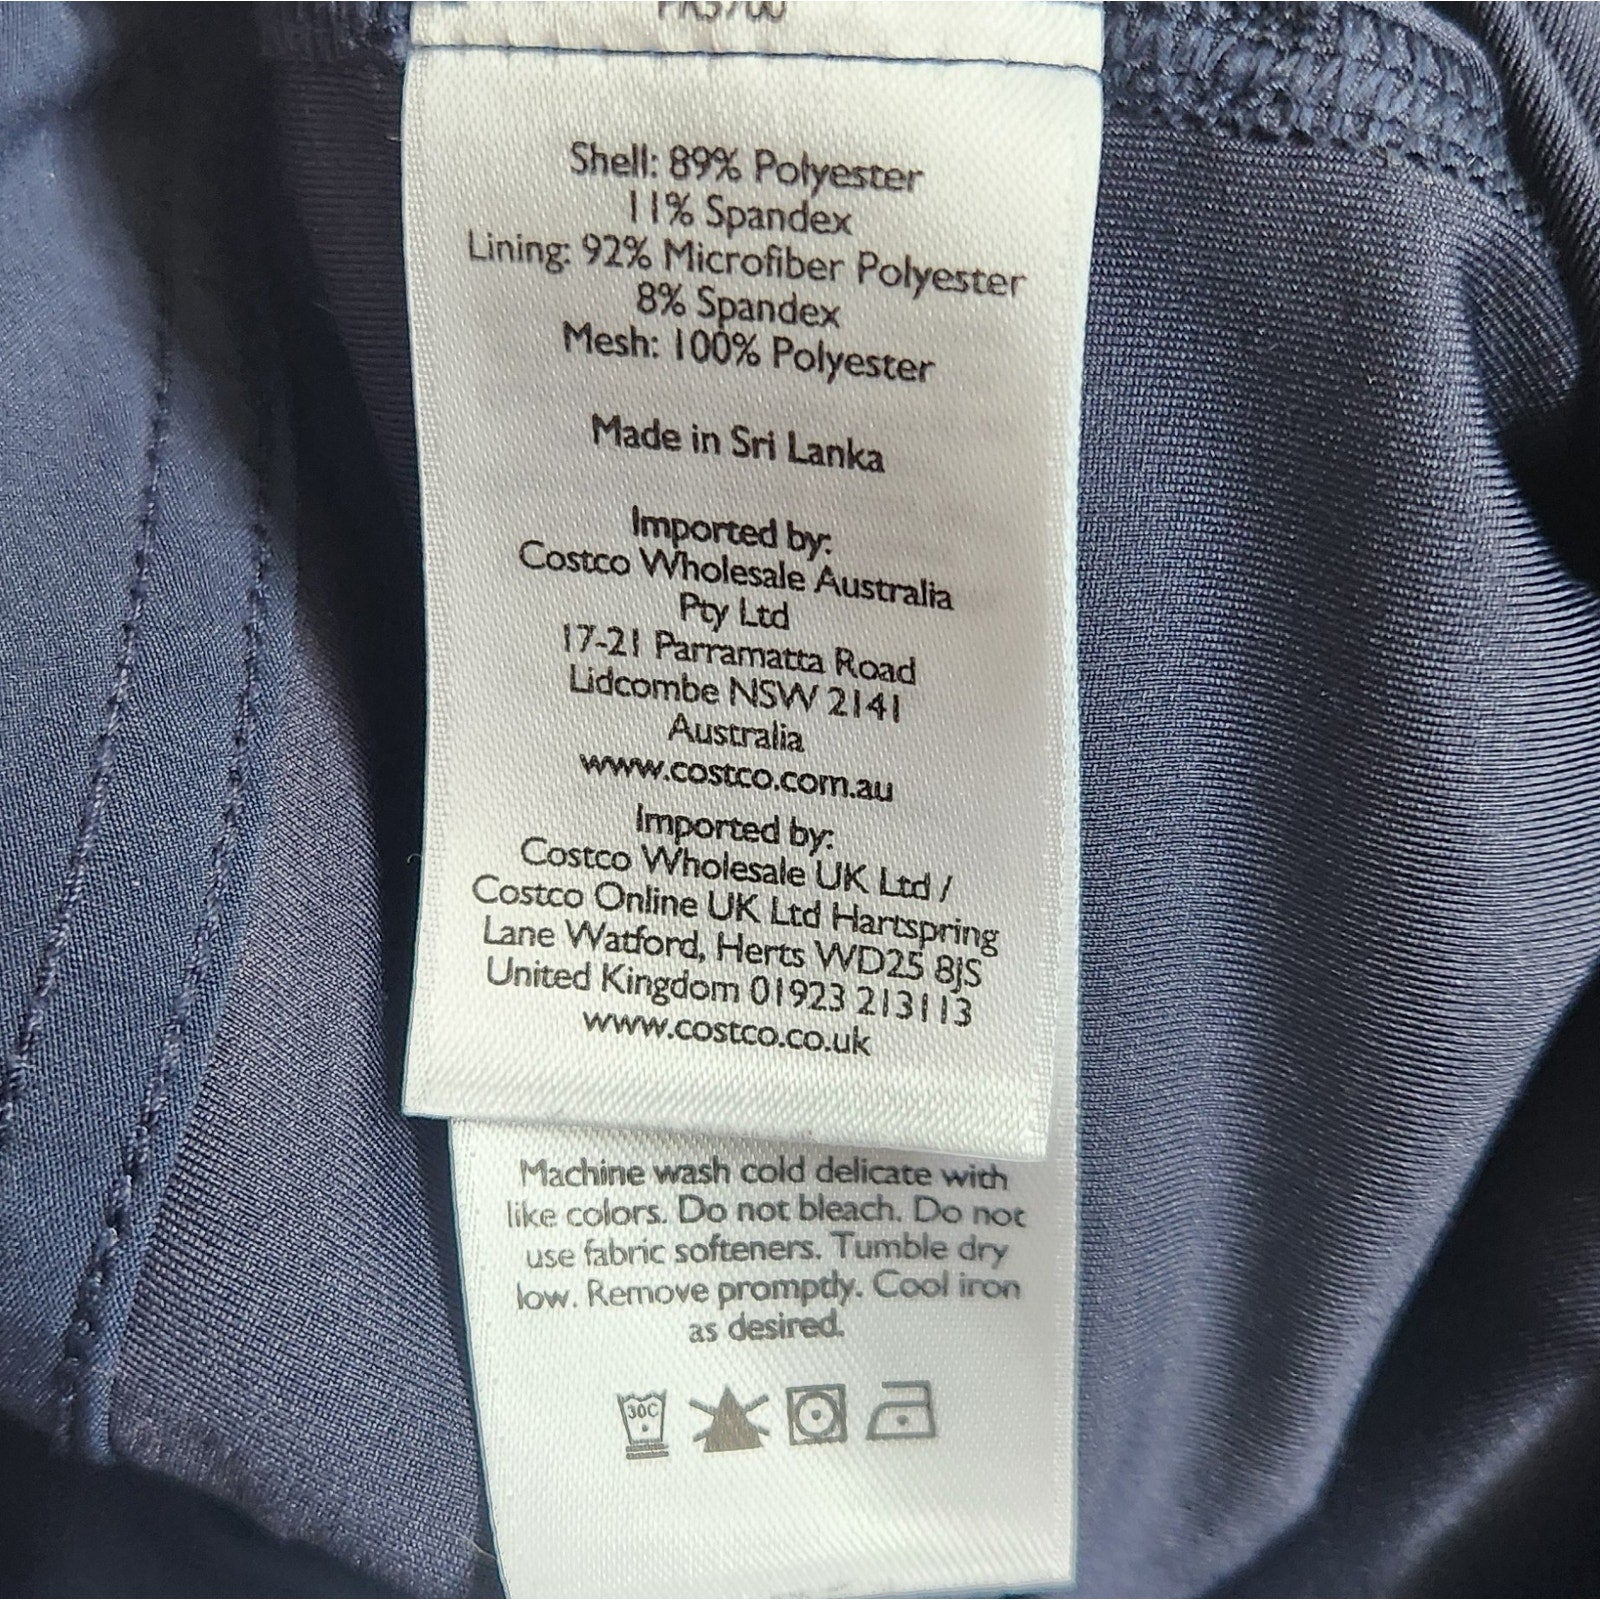 Shell: 89% Polyester
11% Spandex
Lining: 92% Microfiber Polyester
8% Spandex
Mesh: 100% Polyester
Made in Sri Lanka
Imported by:
Costco Wholesale Australia
Pty Ltd
17-21 Parramatta Road
Lidcombe NSW 2141
Australia
www.costco.com.au
Imported by:
Costco Wholesale UK Ltd /
Costco Online UK Ltd Hartspring
Lane Watford, Herts WD25 8JS
United Kingdom 01923 213113
www.costco.co.uk
Machine wash cold delicate with
like colors. Do not bleach. Do not
use fabric softeners. Tumble dry
low. Remove promptly. Cool iron
as desired.
30C